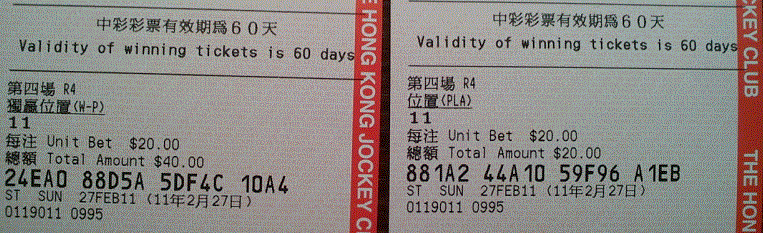 中彩彩票有效期爲60天
Validity of winning tickets is 60 days
第四場 R4
獨贏位置(W-P)
11
每注 Unit Bet $20.00
總額 Total Amount $40.00
24EA0 88D5A 5DF4C 10A4
ST SUN 27FEB11 (11年2月27日)
0119011 0995
E HONG KONG JOCKEY C
中彩彩票有效期爲60天
Validity of winning tickets is 60 days
第四場 R4
位置(PLA)
11
每注 Unit Bet $20.00
總額 Total Amount $20.00
881A2 44A10 59F96 A1EB
ST SUN 27FEB11 (11年2月27日)
0119011 0995
CKEY CLUB THE HON